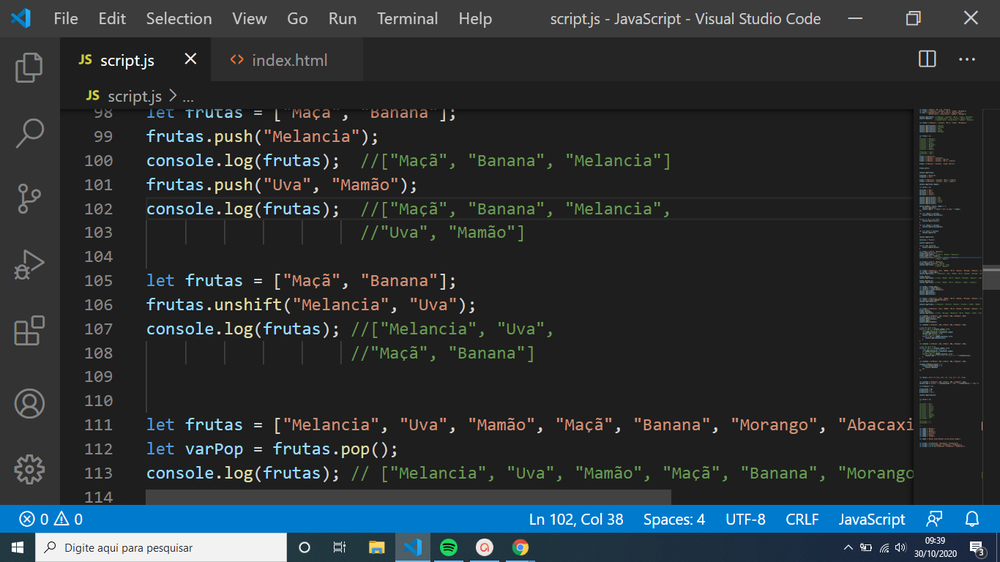 File Edit Selection View Go Run Terminal Help script.js - JavaScript - Visual Studio Code
JS script.js <> index.html
JS script.js > ...
98 let frutas = ["Maçã", "Banana"];
99 frutas.push("Melancia");
100 console.log(frutas); //["Maçã", "Banana", "Melancia"]
101 frutas.push("Uva", "Mamão");
102 console.log(frutas); //["Maçã", "Banana", "Melancia",
103 //"Uva", "Mamão"]
104
105 let frutas = ["Maçã", "Banana"];
106 frutas.unshift("Melancia", "Uva");
107 console.log(frutas); //["Melancia", "Uva",
108 //"Maçã", "Banana"]
109
110
111 let frutas = ["Melancia", "Uva", "Mamão", "Maçã", "Banana", "Morango", "Abacaxi
112 let varPop = frutas.pop();
113 console.log(frutas); // ["Melancia", "Uva", "Mamão", "Maçã", "Banana", "Morango
114
0 0 Ln 102, Col 38 Spaces: 4 UTF-8 CRLF JavaScript
Digite aqui para pesquisar
09:39
30/10/2020
3